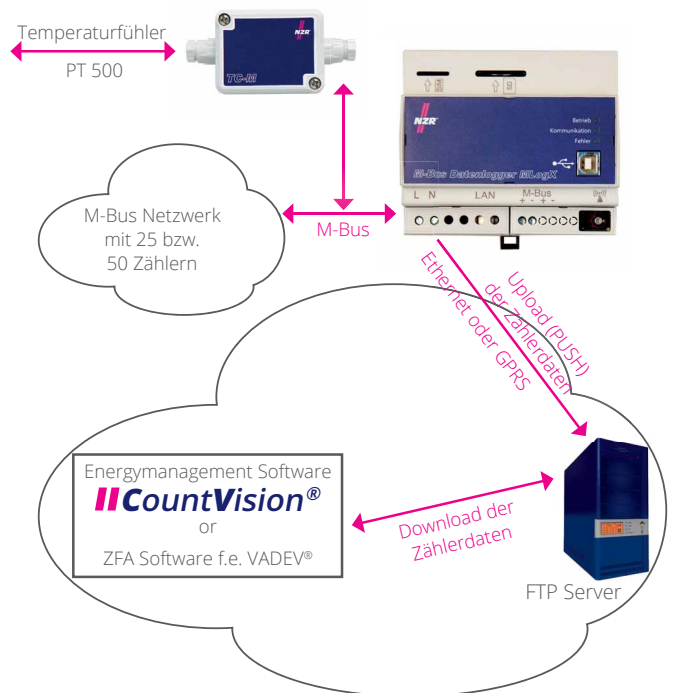 Temperaturfühler
PT 500
NZR
TC-M
SIM
SD
NZR
Betrieb
Kommunikation
Fehler
M-Bus Datenlogger MLogX
L N LAN M-Bus
+ - + -
M-Bus Netzwerk
mit 25 bzw.
50 Zählern
M-Bus
Upload (PUSH)
der Zählerdaten
Ethernet oder GPRS
Energymanagement Software
CountVision®
or
ZFA Software f.e. VADEV®
Download der
Zählerdaten
FTP Server